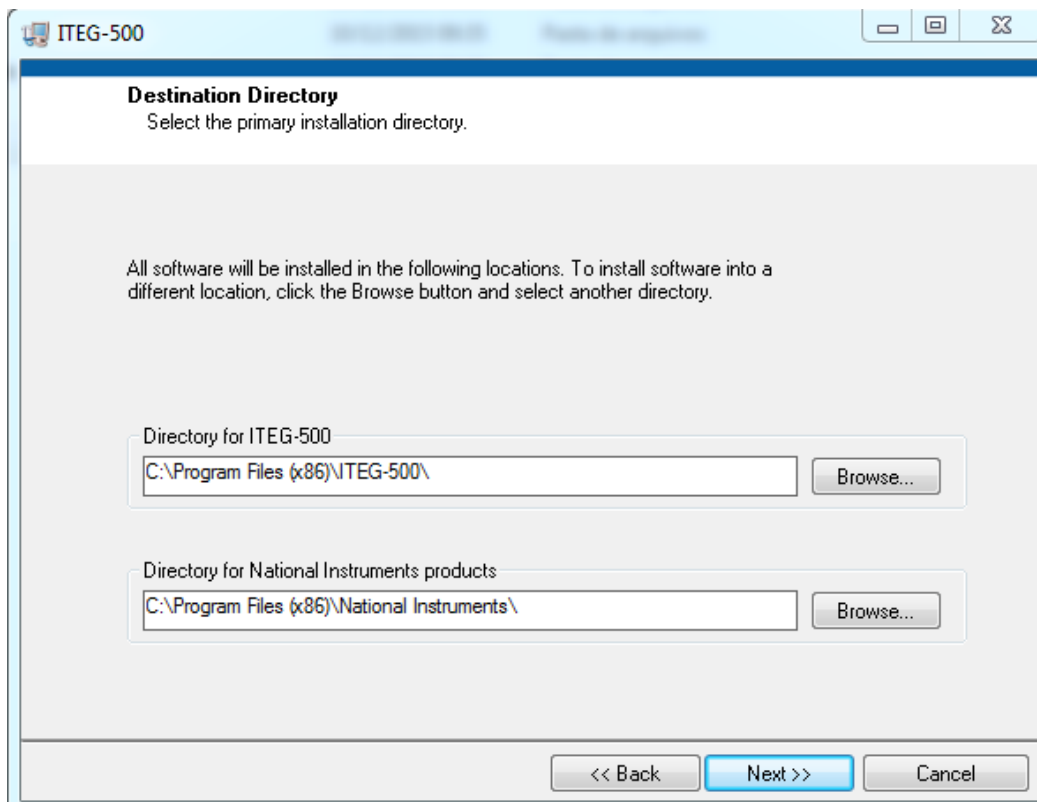 ITEG-500
Destination Directory
Select the primary installation directory.
All software will be installed in the following locations. To install software into a
different location, click the Browse button and select another directory.
Directory for ITEG-500
C:\Program Files (x86)\ITEG-500\
Browse...
Directory for National Instruments products
C:\Program Files (x86)\National Instruments\
Browse...
<< Back
Next >>
Cancel